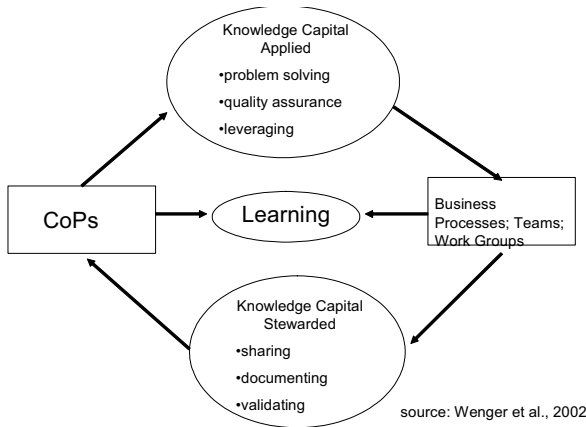 Knowledge Capital
Applied
•problem solving
•quality assurance
•leveraging
CoPs
Learning
Business
Processes; Teams;
Work Groups
Knowledge Capital
Stewarded
•sharing
•documenting
•validating
source: Wenger et al., 2002